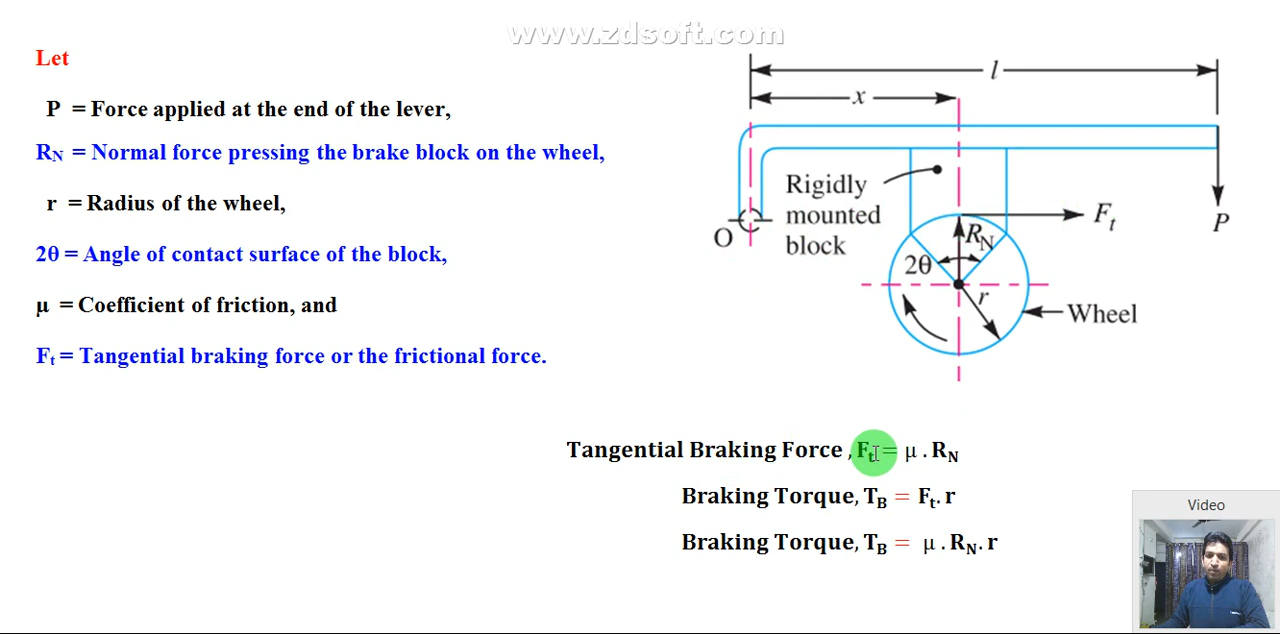 www.zdsoft.com
Let
P = Force applied at the end of the lever,
RN = Normal force pressing the brake block on the wheel,
r = Radius of the wheel,
2θ = Angle of contact surface of the block,
μ = Coefficient of friction, and
Ft = Tangential braking force or the frictional force.
l
x
Rigidly
mounted
block
Ft
P
O
RN
2θ
r
Wheel
Tangential Braking Force , Ft = μ . RN
Braking Torque, TB = Ft. r
Braking Torque, TB = μ . RN. r
Video